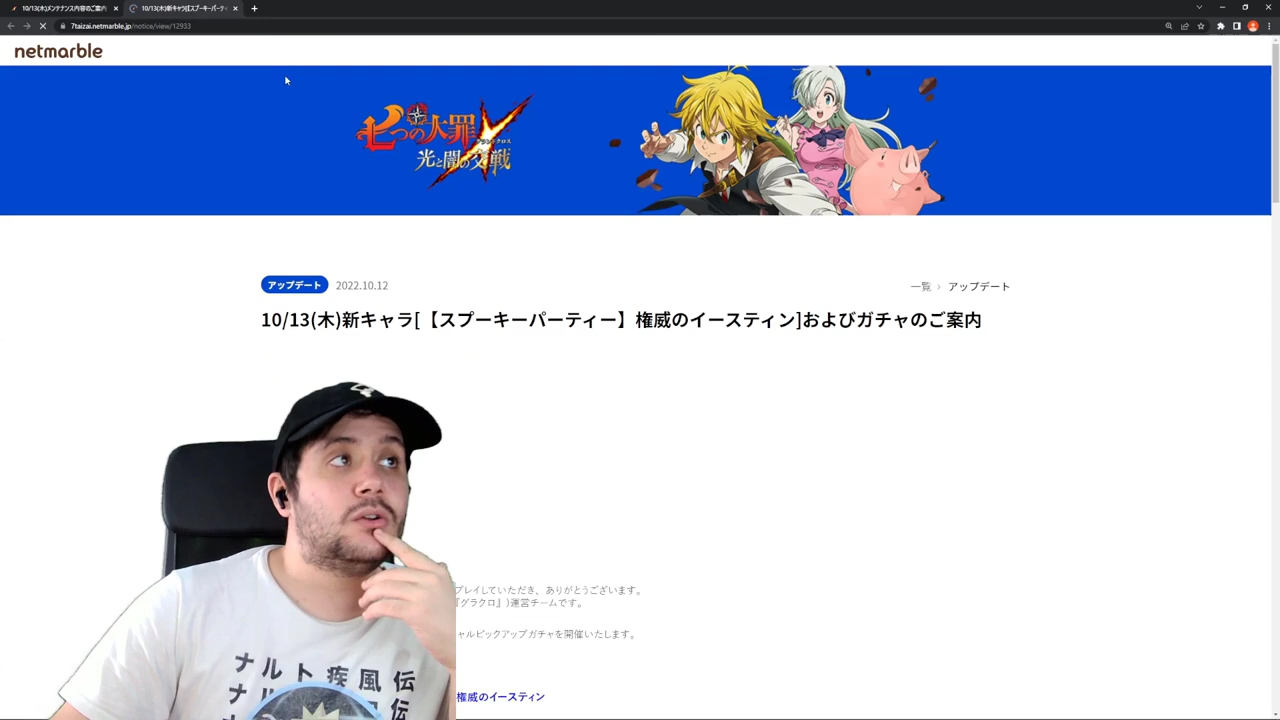 10/13(木)メンテナンス内容のご案内
10/13(木)新キャラ[【スプーキーパーティ
7taizai.netmarble.jp/notice/view/12933
netmarble
七つの大罪
光と闇の交戦
アップデート
2022.10.12
一覧 > アップデート
10/13(木)新キャラ[【スプーキーパーティー】権威のイースティン]およびガチャのご案内
プレイしていただき、ありがとうございます。
『グラクロ』)運営チームです。
ャルピックアップガチャを開催いたします。
権威のイースティン
ナルト疾風伝
ナル
伝
ナル
伝